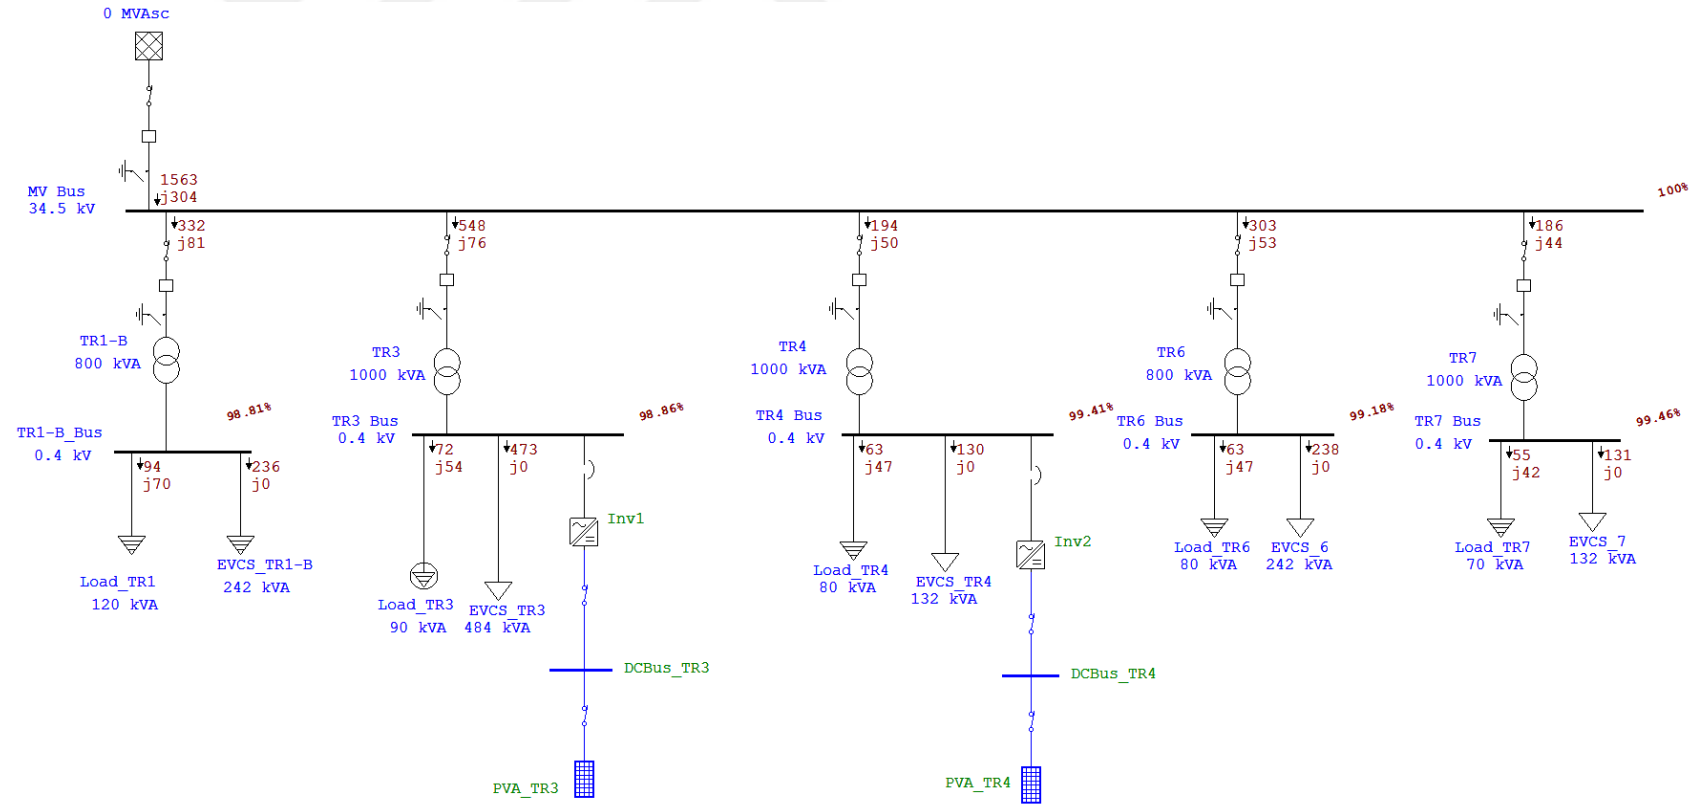 0 MVAsc
1563
j304
MV Bus
34.5 kV
100%
332
j81
548
j76
194
j50
303
j53
186
j44
TR1-B
800 kVA
TR3
1000 kVA
TR4
1000 kVA
TR6
800 kVA
TR7
1000 kVA
98.81%
98.86%
99.41%
99.18%
99.46%
TR1-B_Bus
0.4 kV
TR3 Bus
0.4 kV
TR4 Bus
0.4 kV
TR6 Bus
0.4 kV
TR7 Bus
0.4 kV
94
j70
236
j0
72
j54
473
j0
63
j47
130
j0
63
j47
238
j0
55
j42
131
j0
Inv1
Inv2
Load_TR1
120 kVA
EVCS_TR1-B
242 kVA
Load_TR3
90 kVA
EVCS_TR3
484 kVA
Load_TR4
80 kVA
EVCS_TR4
132 kVA
Load_TR6
80 kVA
EVCS_6
242 kVA
Load_TR7
70 kVA
EVCS_7
132 kVA
DCBus_TR3
DCBus_TR4
PVA_TR3
PVA_TR4